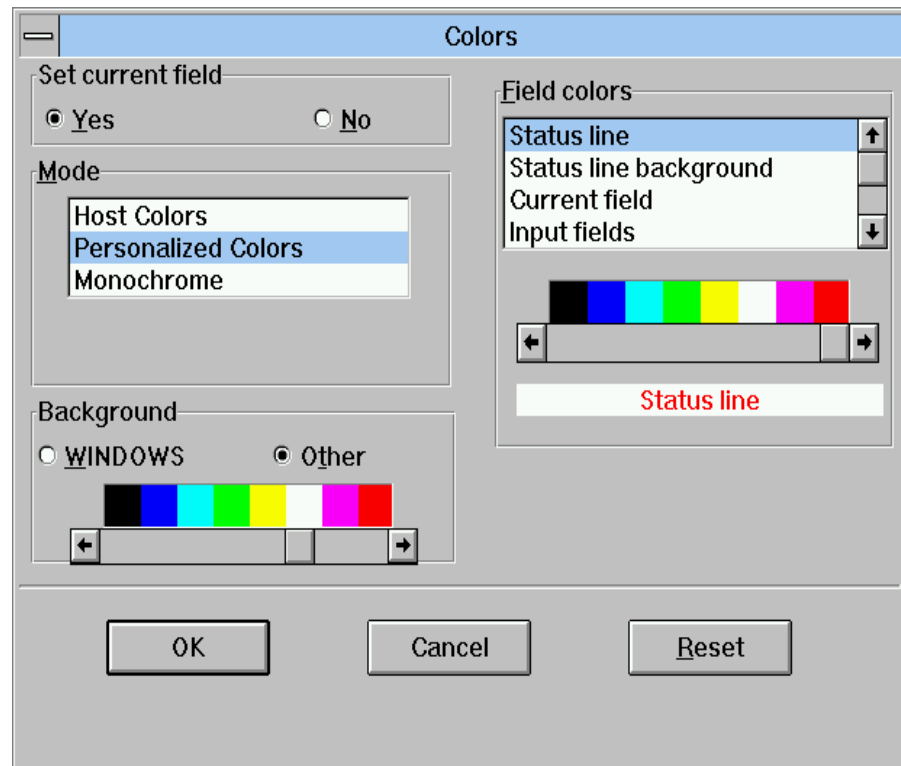 Colors
Set current field
Yes
No
Mode
Host Colors
Personalized Colors
Monochrome
Background
WINDOWS
Other
Field colors
Status line
Status line background
Current field
Input fields
Status line
OK
Cancel
Reset